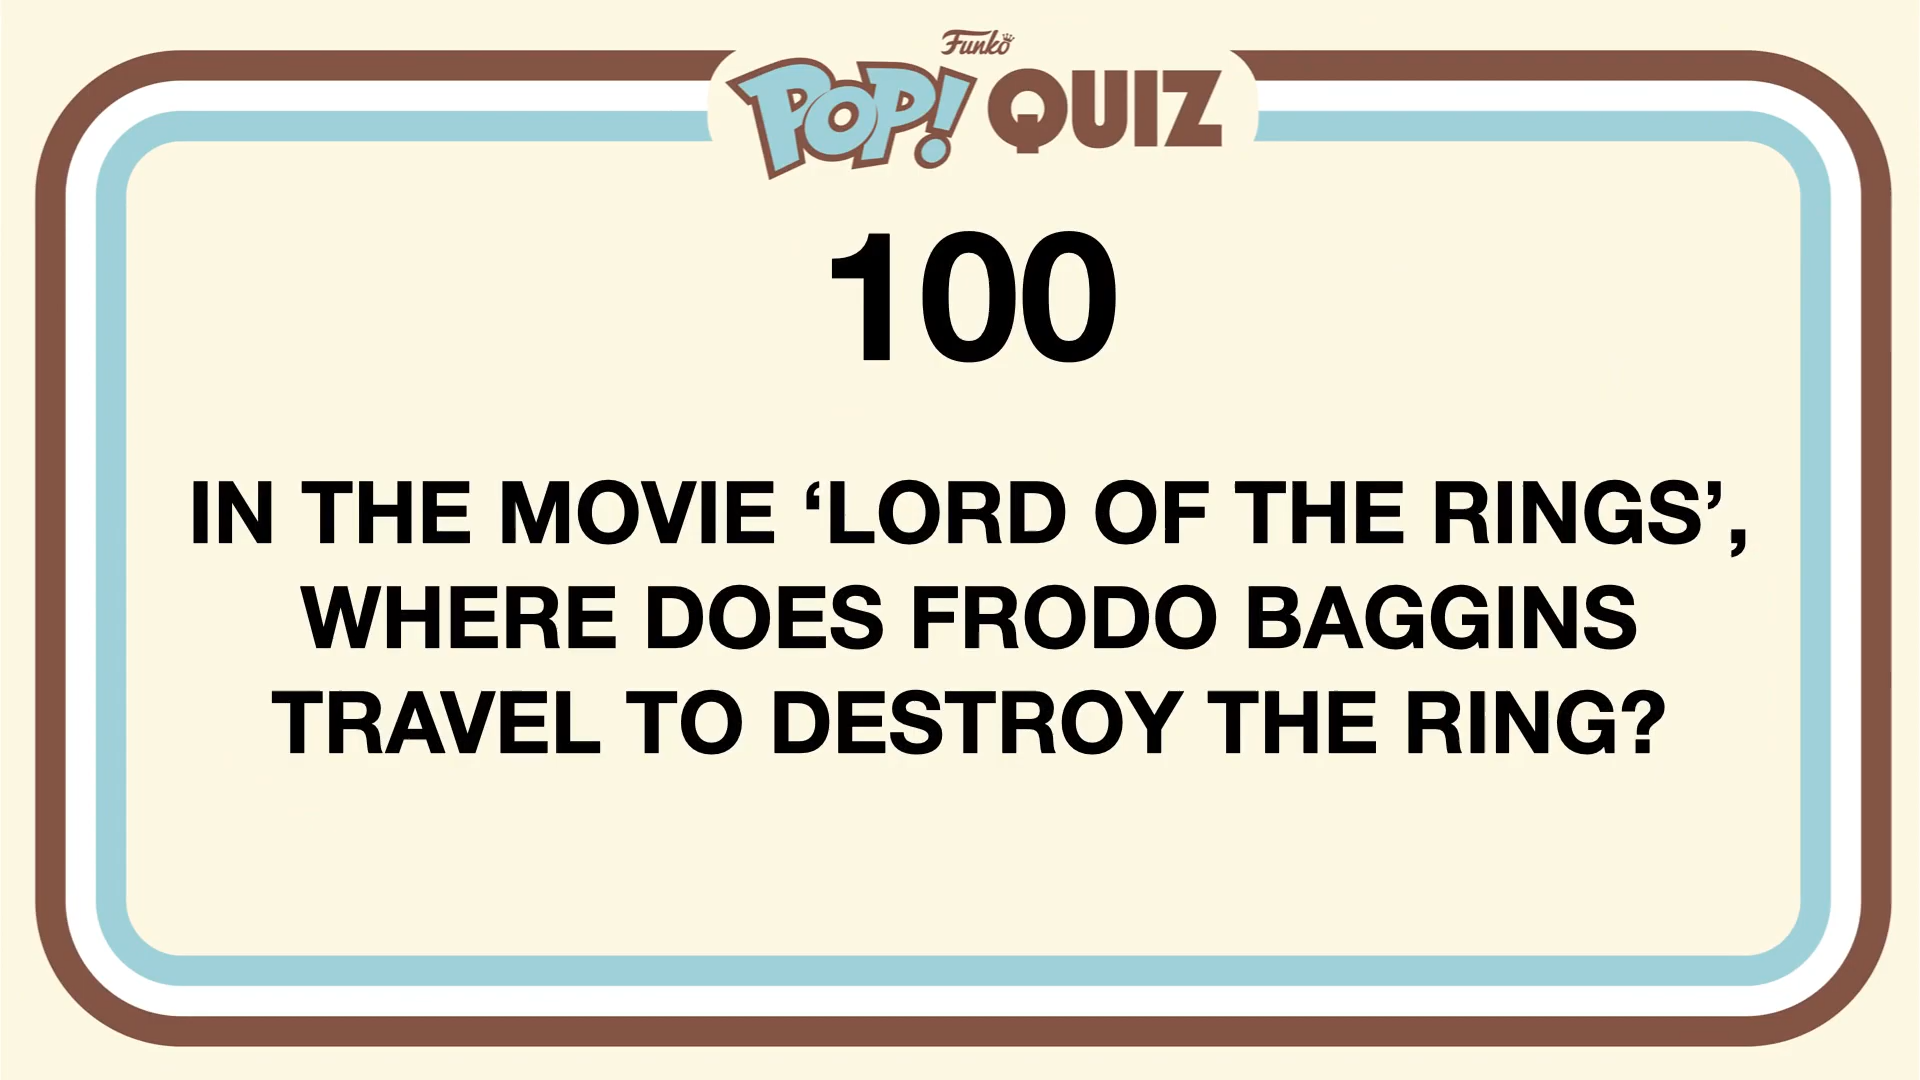 Funko
POP! QUIZ
100
IN THE MOVIE ‘LORD OF THE RINGS’,
WHERE DOES FRODO BAGGINS
TRAVEL TO DESTROY THE RING?